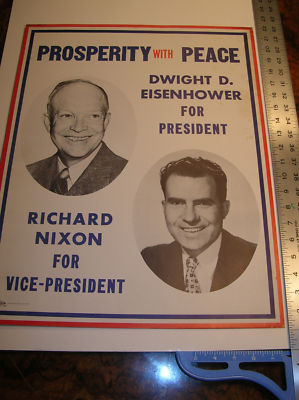 PROSPERITY WITH PEACE
DWIGHT D.
EISENHOWER
FOR
PRESIDENT
RICHARD
NIXON
FOR
VICE-PRESIDENT